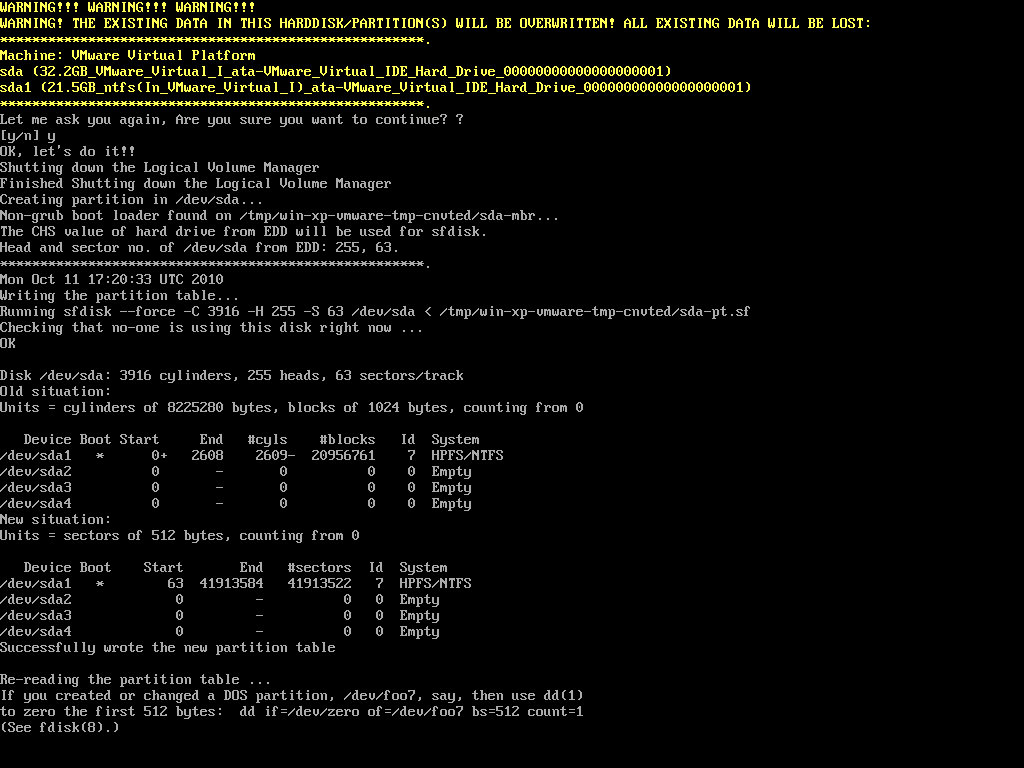 WARNING!!! WARNING!!! WARNING!!!
WARNING! THE EXISTING DATA IN THIS HARDDISK/PARTITION(S) WILL BE OVERWRITTEN! ALL EXISTING DATA WILL BE LOST:
*****************************************************.
Machine: VMware Virtual Platform
sda (32.2GB_VMware_Virtual_I_ata-VMware_Virtual_IDE_Hard_Drive_00000000000000000001)
sda1 (21.5GB_ntfs(In_VMware_Virtual_I)_ata-VMware_Virtual_IDE_Hard_Drive_00000000000000000001)
*****************************************************.
Let me ask you again, Are you sure you want to continue? ?
[y/n] y
OK, let's do it!!
Shutting down the Logical Volume Manager
Finished Shutting down the Logical Volume Manager
Creating partition in /dev/sda...
Non-grub boot loader found on /tmp/win-xp-vmware-tmp-cnvted/sda-mbr...
The CHS value of hard drive from EDD will be used for sfdisk.
Head and sector no. of /dev/sda from EDD: 255, 63.
*****************************************************.
Mon Oct 11 17:20:33 UTC 2010
Writing the partition table...
Running sfdisk --force -C 3916 -H 255 -S 63 /dev/sda < /tmp/win-xp-vmware-tmp-cnvted/sda-pt.sf
Checking that no-one is using this disk right now ...
OK

Disk /dev/sda: 3916 cylinders, 255 heads, 63 sectors/track
Old situation:
Units = cylinders of 8225280 bytes, blocks of 1024 bytes, counting from 0

   Device Boot Start     End   #cyls    #blocks   Id  System
/dev/sda1   *      0+   2608    2609-  20956761    7  HPFS/NTFS
/dev/sda2          0       -       0          0    0  Empty
/dev/sda3          0       -       0          0    0  Empty
/dev/sda4          0       -       0          0    0  Empty
New situation:
Units = sectors of 512 bytes, counting from 0

   Device Boot    Start       End   #sectors  Id  System
/dev/sda1   *        63  41913584   41913522   7  HPFS/NTFS
/dev/sda2             0         -          0   0  Empty
/dev/sda3             0         -          0   0  Empty
/dev/sda4             0         -          0   0  Empty
Successfully wrote the new partition table

Re-reading the partition table ...
If you created or changed a DOS partition, /dev/foo7, say, then use dd(1)
to zero the first 512 bytes:  dd if=/dev/zero of=/dev/foo7 bs=512 count=1
(See fdisk(8).)